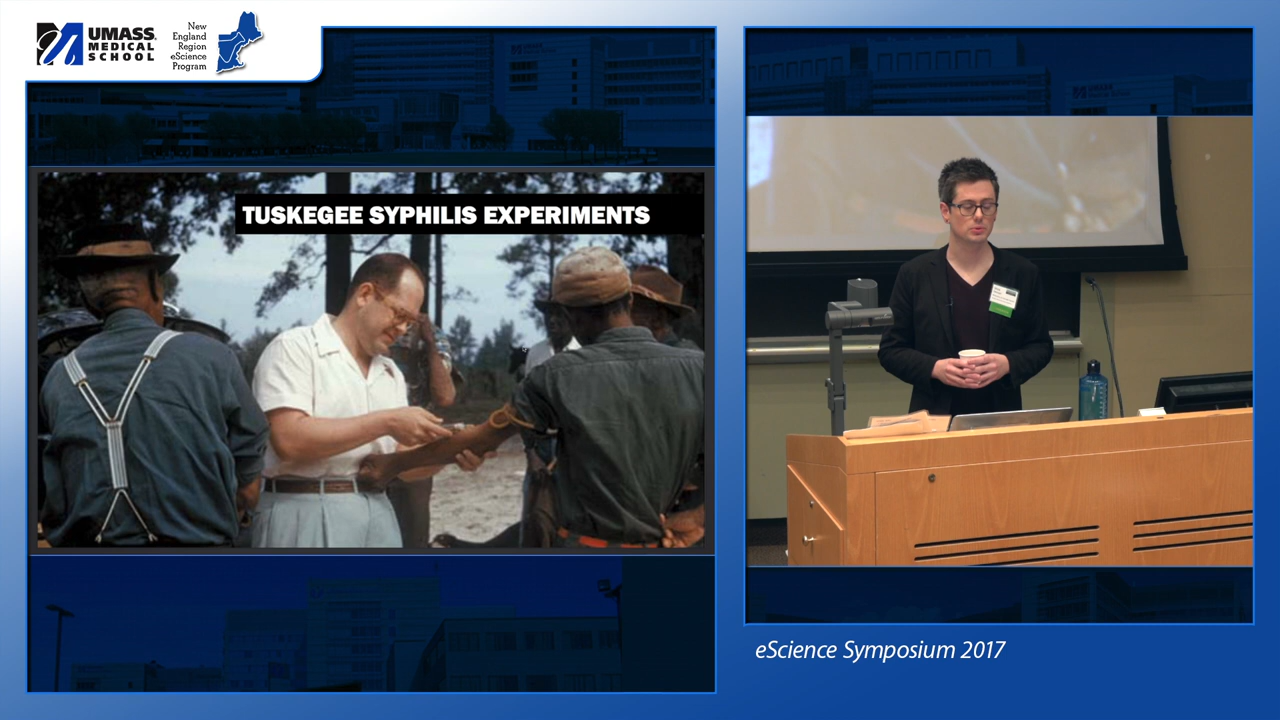 UMASS
MEDICAL
SCHOOL
New
England
Region
eScience
Program
TUSKEGEE SYPHILIS EXPERIMENTS
eScience Symposium 2017